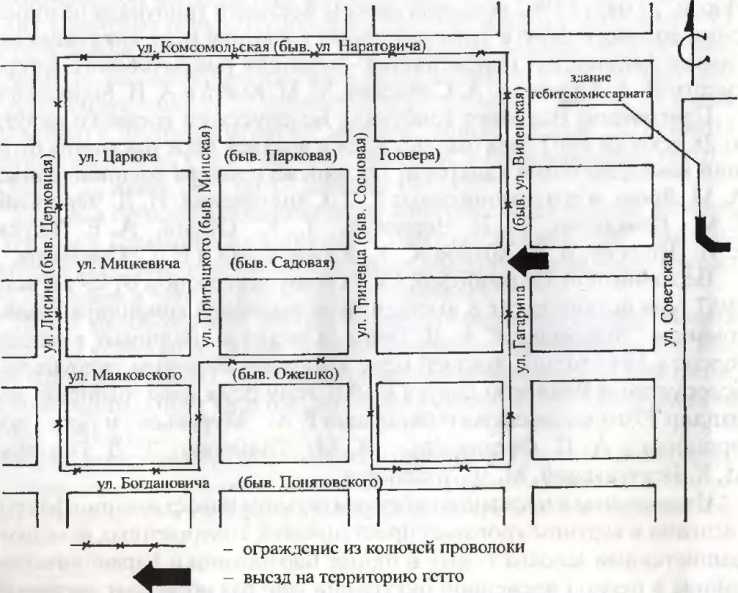 ул. Комсомольская (быв. ул Наратовича)
здание
гебитскомиссариата
ул. Царюка (быв. Парковая) Гоовера)
ул. Лисина (быв. Церковная)
ул. Притыцкого (быв. Минская)
ул. Грицевца (быв. Сосновая)
ул. Гагарина (быв. ул. Виленская)
ул. Советская
ул. Мицкевича (быв. Садовая)
ул. Маяковского (быв. Ожешко)
ул. Богдановича (быв. Понятовского)
– ограждение из колючей проволоки
– выезд на территорию гетто